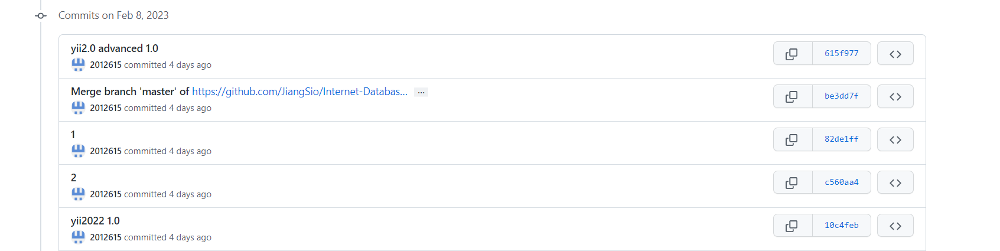 Commits on Feb 8, 2023
yii2.0 advanced 1.0
2012615 committed 4 days ago
615f977
Merge branch 'master' of https://github.com/JiangSio/Internet-Databas... ...
2012615 committed 4 days ago
be3dd7f
1
2012615 committed 4 days ago
82de1ff
2
2012615 committed 4 days ago
c560aa4
yii2022 1.0
2012615 committed 4 days ago
10c4feb